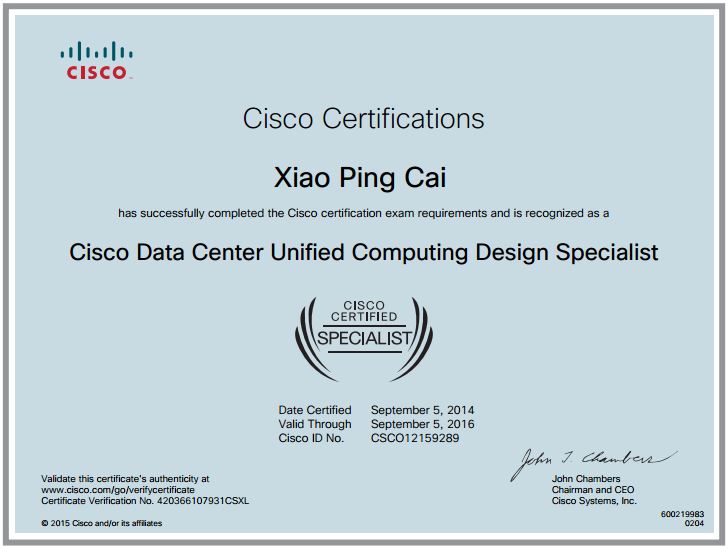 CISCO
Cisco Certifications
Xiao Ping Cai
has successfully completed the Cisco certification exam requirements and is recognized as a
Cisco Data Center Unified Computing Design Specialist
CISCO
CERTIFIED
SPECIALIST
Date Certified September 5, 2014
Valid Through September 5, 2016
Cisco ID No. CSCO12159289
John T. Chambers
Validate this certificate's authenticity at
www.cisco.com/go/verifycertificate
Certificate Verification No. 420366107931CSXL
John Chambers
Chairman and CEO
Cisco Systems, Inc.
© 2015 Cisco and/or its affiliates
600219983
0204